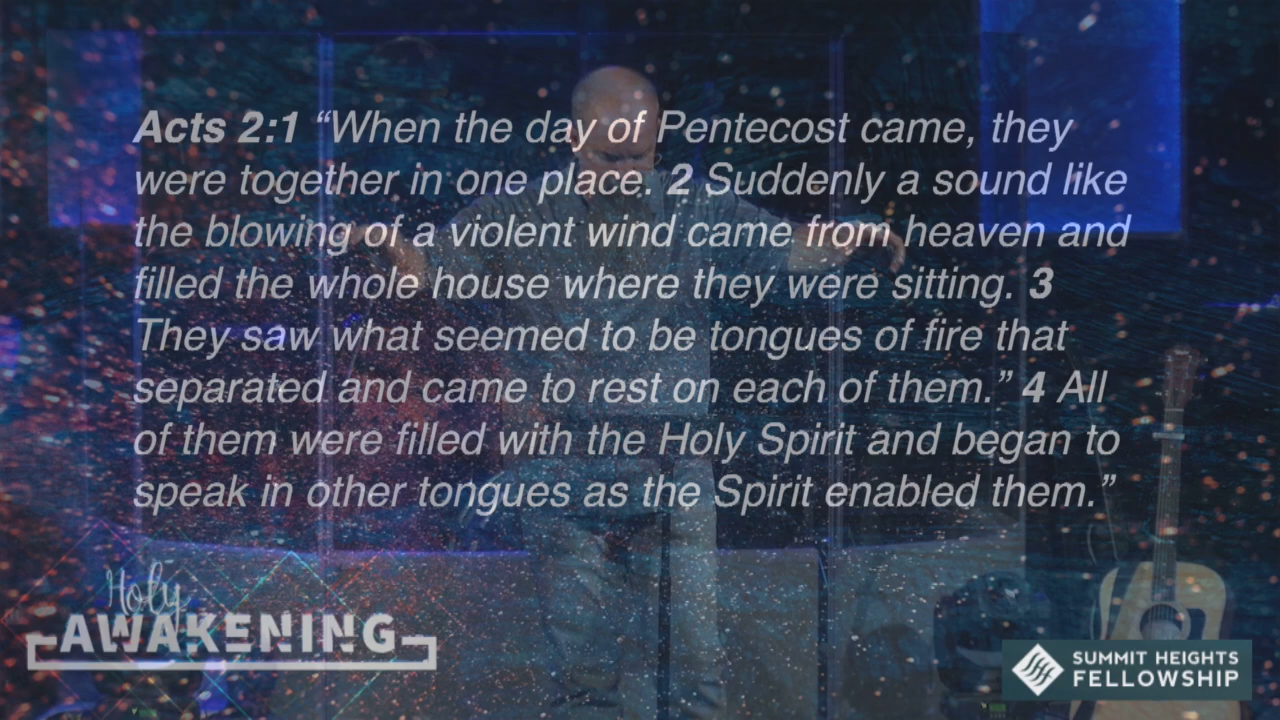 Acts 2:1 “When the day of Pentecost came, they
were together in one place. 2 Suddenly a sound like
the blowing of a violent wind came from heaven and
filled the whole house where they were sitting. 3
They saw what seemed to be tongues of fire that
separated and came to rest on each of them.” 4 All
of them were filled with the Holy Spirit and began to
speak in other tongues as the Spirit enabled them.”
Holy
AWAKENING
SUMMIT HEIGHTS
FELLOWSHIP